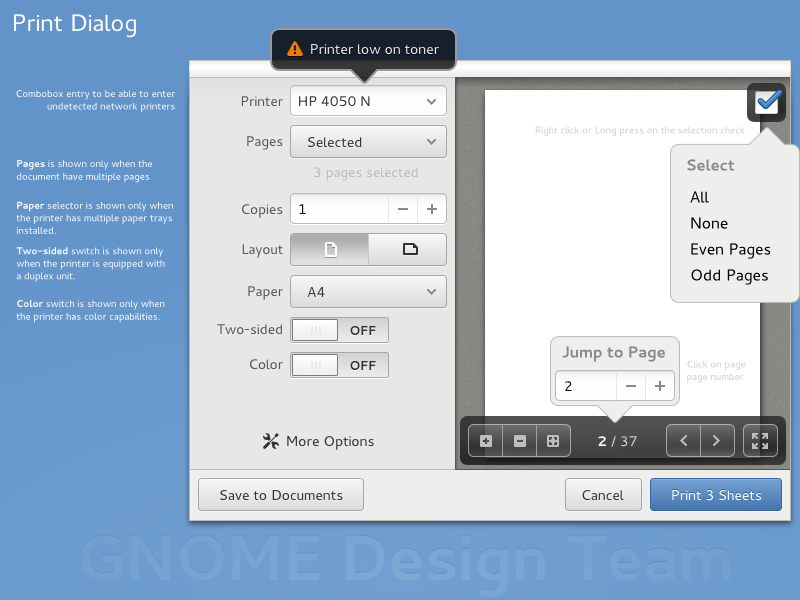 Print Dialog
Printer low on toner
Combobox entry to be able to enter
undetected network printers
Printer
HP 4050 N
Right click or Long press on the selection check
Pages
Selected
Pages is shown only when the
document have multiple pages
3 pages selected
Select
All
None
Even Pages
Odd Pages
Paper selector is shown only when
the printer has multiple paper trays
installed.
Copies
1
Two-sided switch is shown only
when the printer is equipped with
a duplex unit.
Layout
Paper
A4
Color switch is shown only when
the printer has color capabilities.
Two-sided
OFF
Color
OFF
Jump to Page
2
Click on page
page number
More Options
2 / 37
Save to Documents
Cancel
Print 3 Sheets
GNOME Design Team